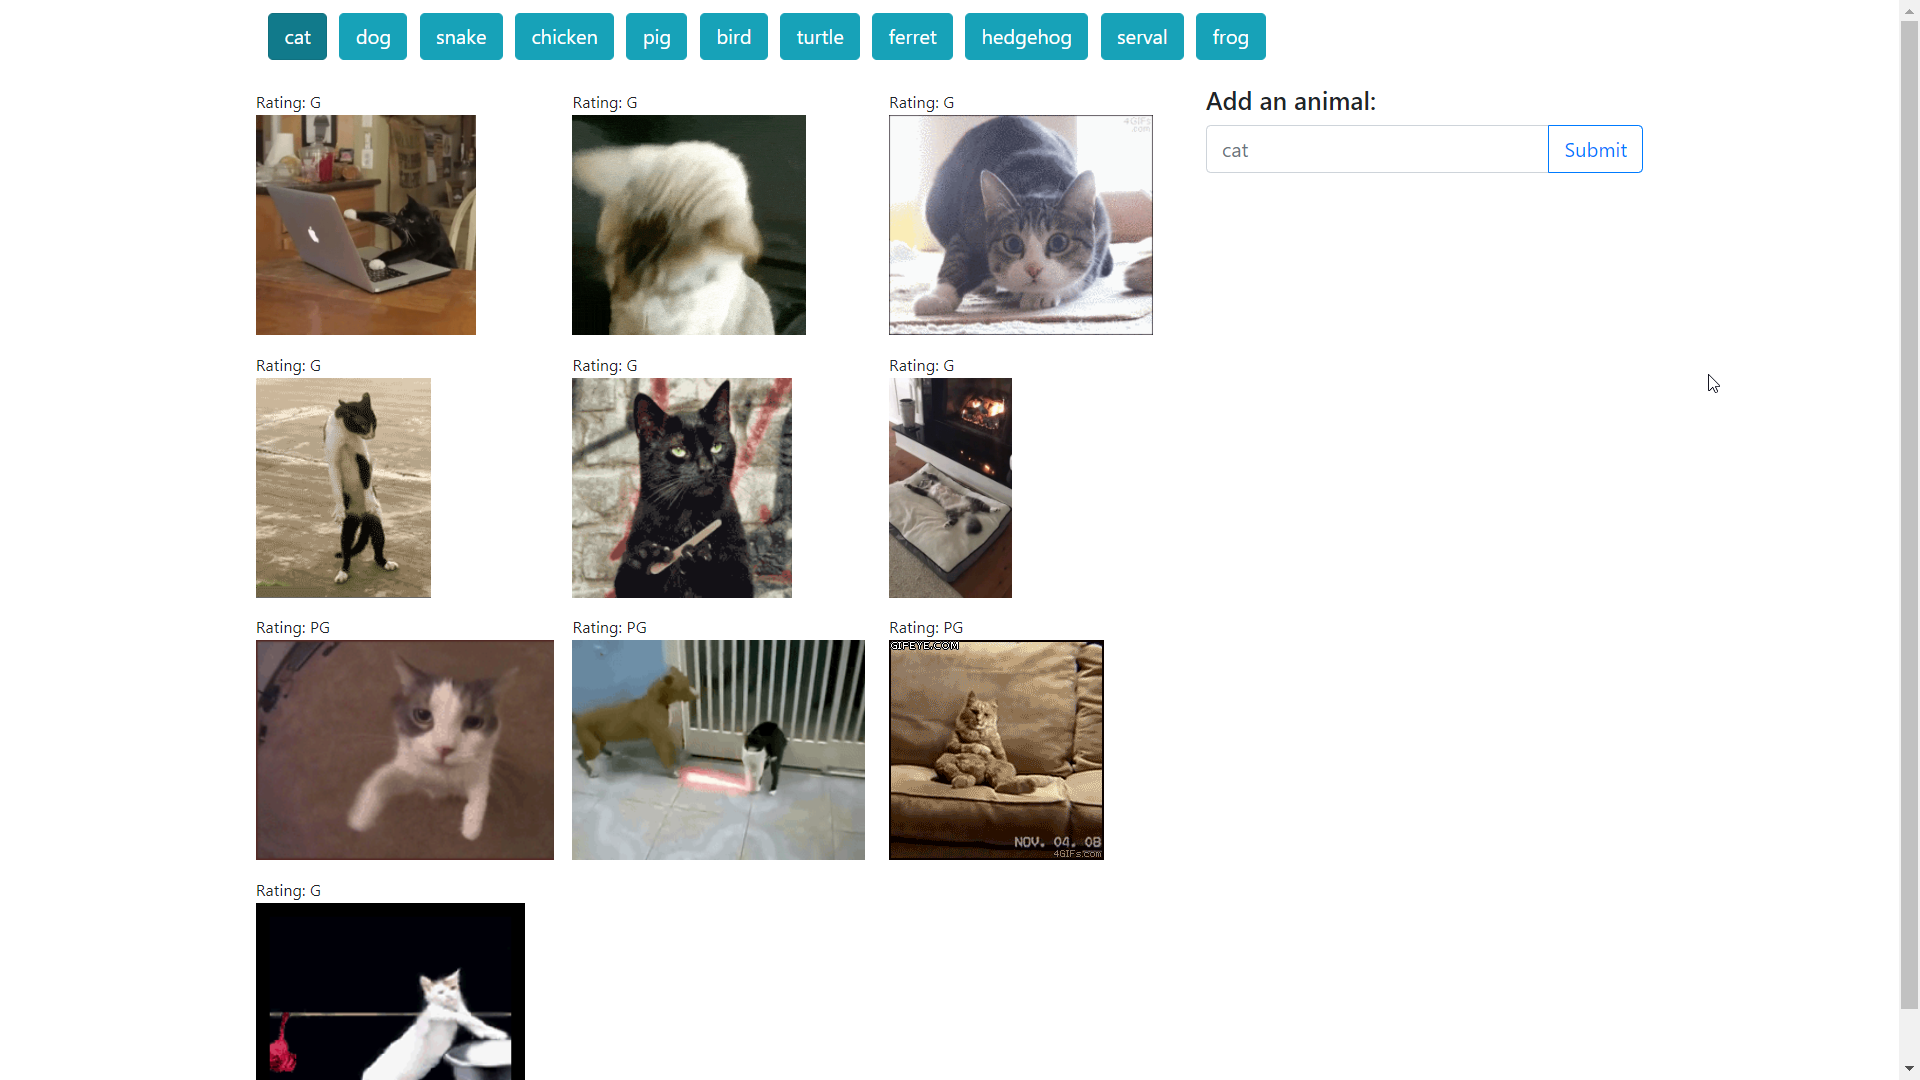 cat dog snake chicken pig bird turtle ferret hedgehog serval frog
Rating: G Rating: G Rating: G Add an animal:
4GIFs
.com
cat Submit
Rating: G Rating: G Rating: G
Rating: PG Rating: PG Rating: PG
GIFEYE.COM
NOV. 04. 08
4GIFs.com
Rating: G